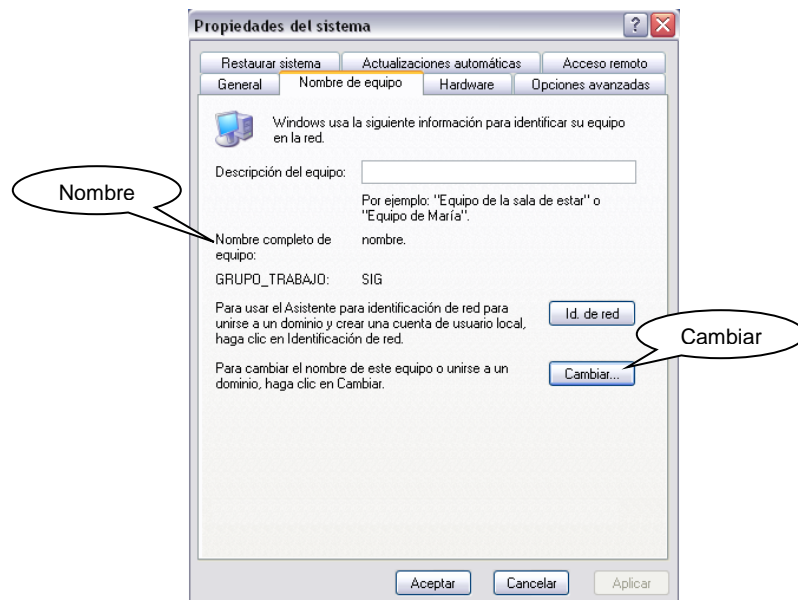 Propiedades del sistema
Restaurar sistema
Actualizaciones automáticas
Acceso remoto
General
Nombre de equipo
Hardware
Opciones avanzadas
Windows usa la siguiente información para identificar su equipo
en la red.
Descripción del equipo:
Por ejemplo: "Equipo de la sala de estar" o
"Equipo de María".
Nombre
Nombre completo de
equipo:
nombre.
GRUPO_TRABAJO:
SIG
Para usar el Asistente para identificación de red para
unirse a un dominio y crear una cuenta de usuario local,
haga clic en Identificación de red.
Id. de red
Cambiar
Para cambiar el nombre de este equipo o unirse a un
dominio, haga clic en Cambiar.
Cambiar...
Aceptar
Cancelar
Aplicar